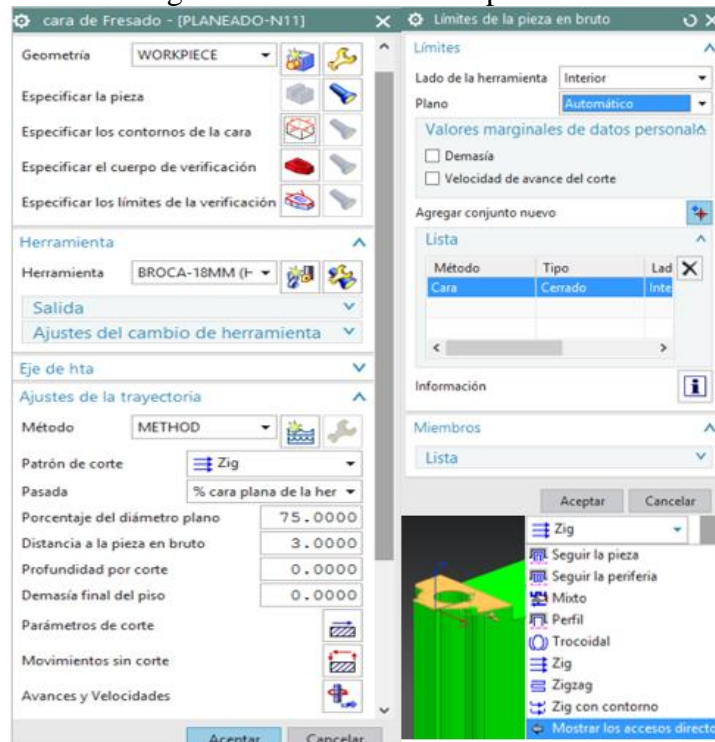 cara de Fresado - [PLANEADO-N11]
Geometría WORKPIECE
Especificar la pieza
Especificar los contornos de la cara
Especificar el cuerpo de verificación
Especificar los límites de la verificación
Herramienta
Herramienta BROCA-18MM (H
Salida
Ajustes del cambio de herramienta
Eje de hta
Ajustes de la trayectoria
Método METHOD
Patrón de corte Zig
Pasada % cara plana de la her
Porcentaje del diámetro plano 75.0000
Distancia a la pieza en bruto 3.0000
Profundidad por corte 0.0000
Demasía final del piso 0.0000
Parámetros de corte
Movimientos sin corte
Avances y Velocidades
Aceptar Cancelar
Límites de la pieza en bruto
Límites
Lado de la herramienta Interior
Plano Automático
Valores marginales de datos personala
Demasía
Velocidad de avance del corte
Agregar conjunto nuevo
Lista
Método Tipo Lad
Cara Cerrado Inte
Información
Miembros
Lista
Aceptar Cancelar
Zig
Seguir la pieza
Seguir la periferia
Mixto
Perfil
Trocoidal
Zig
Zigzag
Zig con contorno
Mostrar los accesos directo